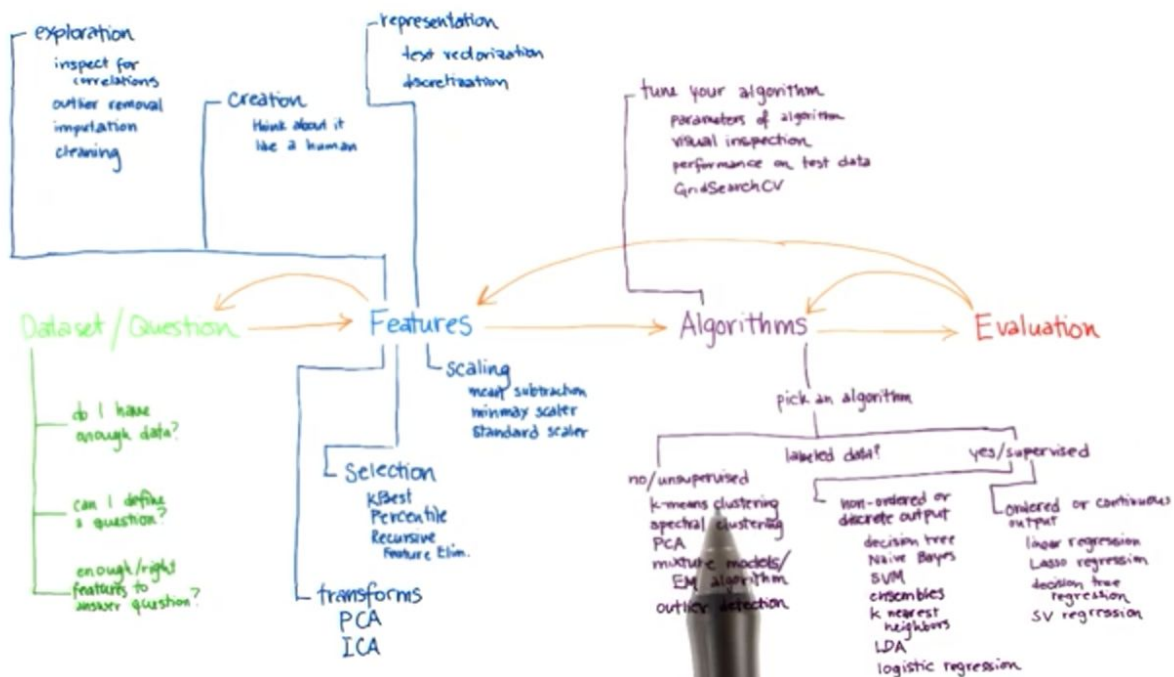 exploration
inspect for
correlations
outlier removal
imputation
cleaning
creation
think about it
like a human
representation
text vectorization
discretization
tune your algorithm
parameters of algorithm
visual inspection
performance on test data
GridSearchCV
Dataset/Question
Features
Algorithms
Evaluation
do I have
enough data?
can I define
a question?
enough/right
features to
answer question?
scaling
mean subtraction
minmax scaler
standard scaler
Selection
KBest
Percentile
Recursive
Feature Elim.
transforms
PCA
ICA
pick an algorithm
labeled data?
no/unsupervised
k-means clustering
spectral clustering
PCA
mixture models/
EM algorithm
outlier detection
yes/supervised
non-ordered or
discrete output
decision tree
Naive Bayes
SVM
ensembles
k nearest
neighbors
LDA
logistic regression
ordered or continuous
output
linear regression
Lasso regression
decision tree
regression
SV regression